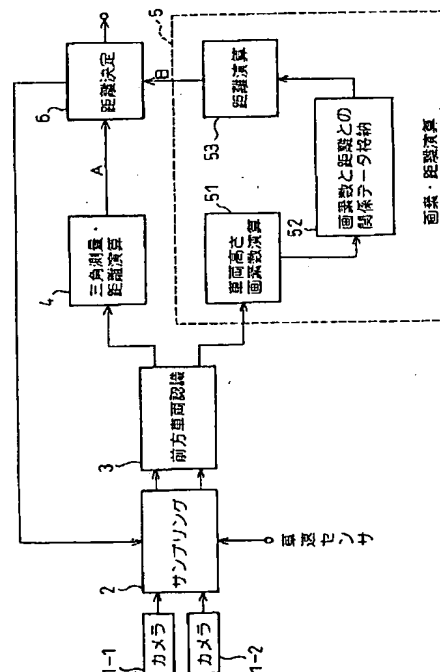 1-1
カメラ
カメラ
1-2
2
サンプリング
車速センサ
3
前方車両認識
4
三角測量・
距離演算
A
6
距離決定
5
51
車両高さ
画素数演算
52
画素数と距離との
関係データ格納
53
距離演算
B
画素・距離演算